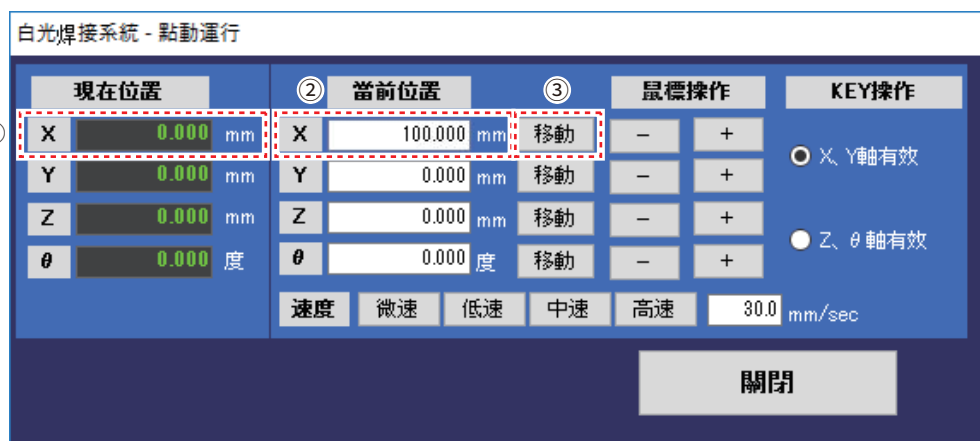 白光焊接系統 - 點動運行
現在位置 ② 當前位置 ③ 鼠標操作 KEY操作
X 0.000 mm X 100.000 mm 移動 - +
X、Y軸有效
Y 0.000 mm Y 0.000 mm 移動 - +
Z 0.000 mm Z 0.000 mm 移動 - +
Z、θ軸有效
θ 0.000 度 θ 0.000 度 移動 - +
速度 微速 低速 中速 高速 30.0 mm/sec
關閉